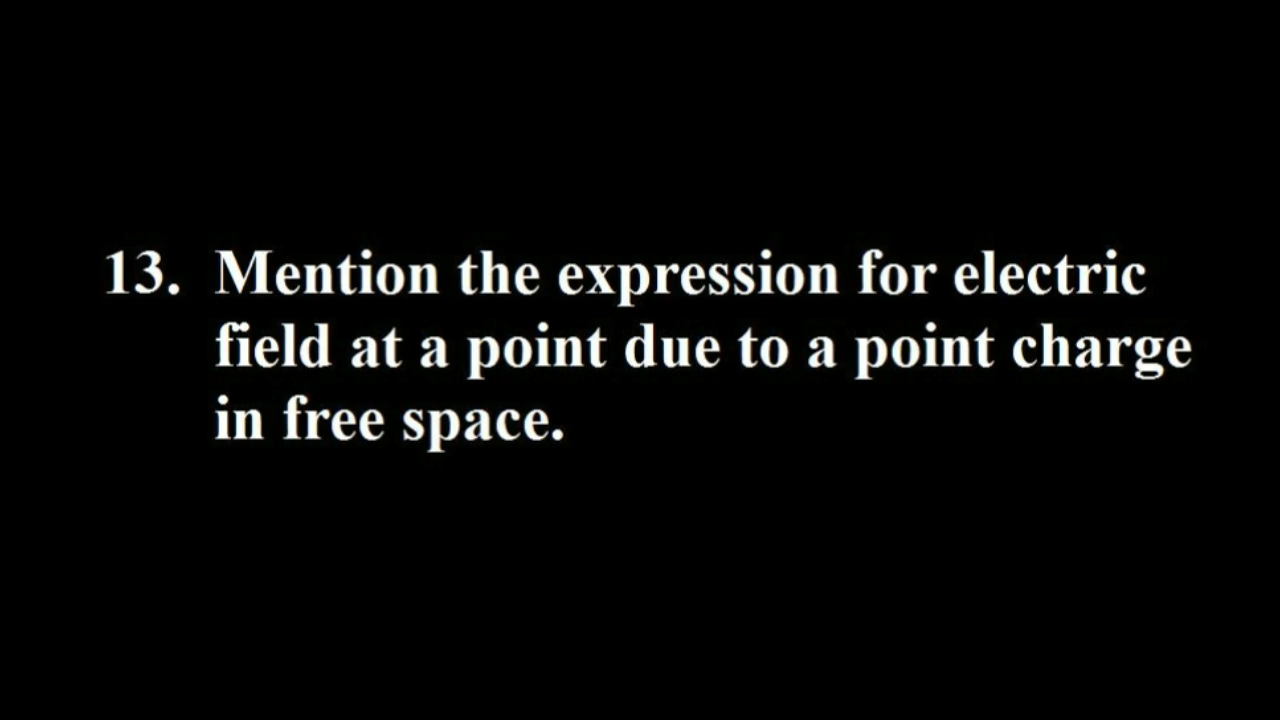 13. Mention the expression for electric
field at a point due to a point charge
in free space.